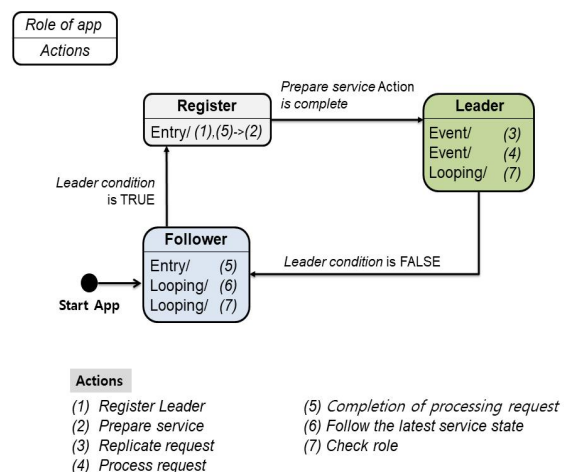 Role of app
Actions
Prepare service Action
is complete
Register
Entry/ (1),(5)->(2)
Leader
Event/ (3)
Event/ (4)
Looping/ (7)
Leader condition
is TRUE
Follower
Entry/ (5)
Looping/ (6)
Looping/ (7)
Leader condition is FALSE
Start App
Actions
(1) Register Leader
(2) Prepare service
(3) Replicate request
(4) Process request
(5) Completion of processing request
(6) Follow the latest service state
(7) Check role